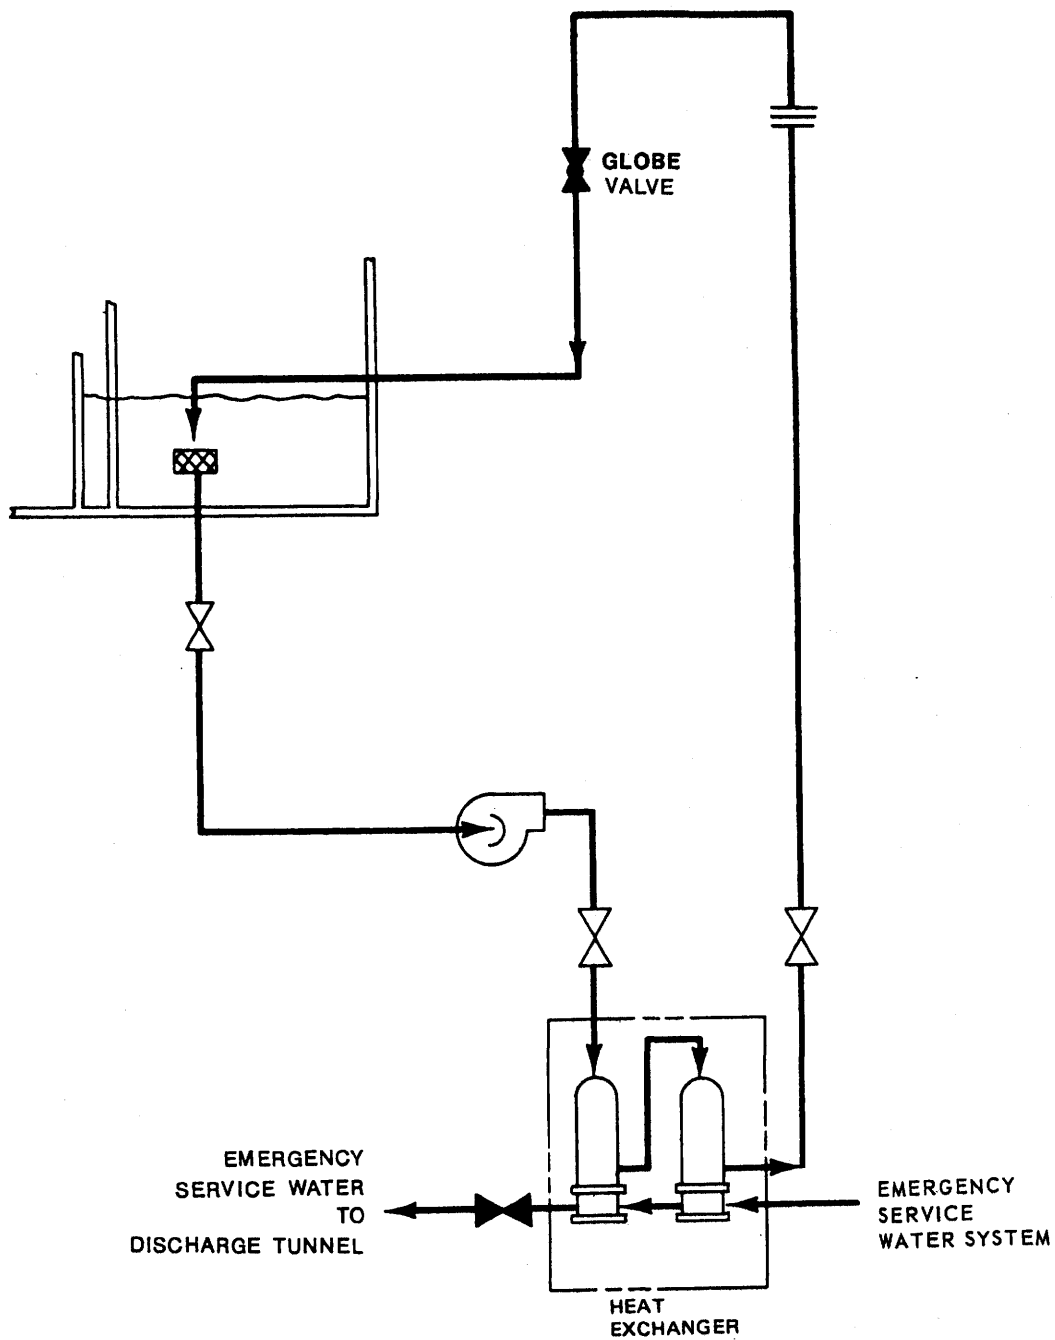 GLOBE
VALVE
EMERGENCY
SERVICE WATER
TO
DISCHARGE TUNNEL
EMERGENCY
SERVICE
WATER SYSTEM
HEAT
EXCHANGER